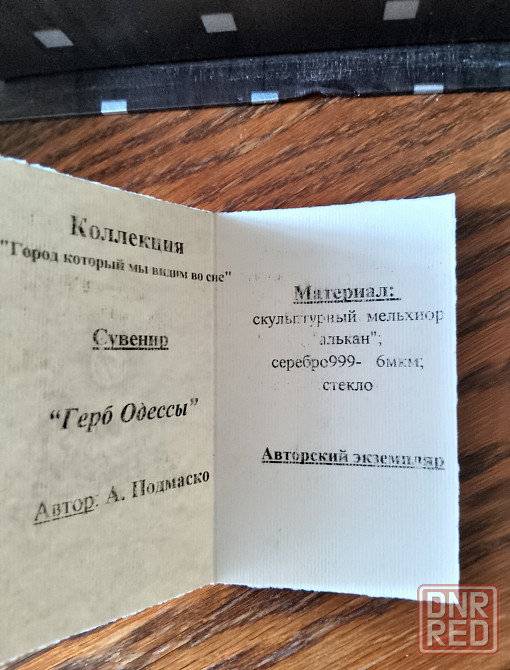 Коллекция
"Город который мы видим во сне"
Сувенир
“Герб Одессы”
Автор: А. Подмаско
Материал:
скульптурный мельхиор
"алькан";
серебро999- 6мкм;
стекло
Авторский экземпляр
DNR
RED